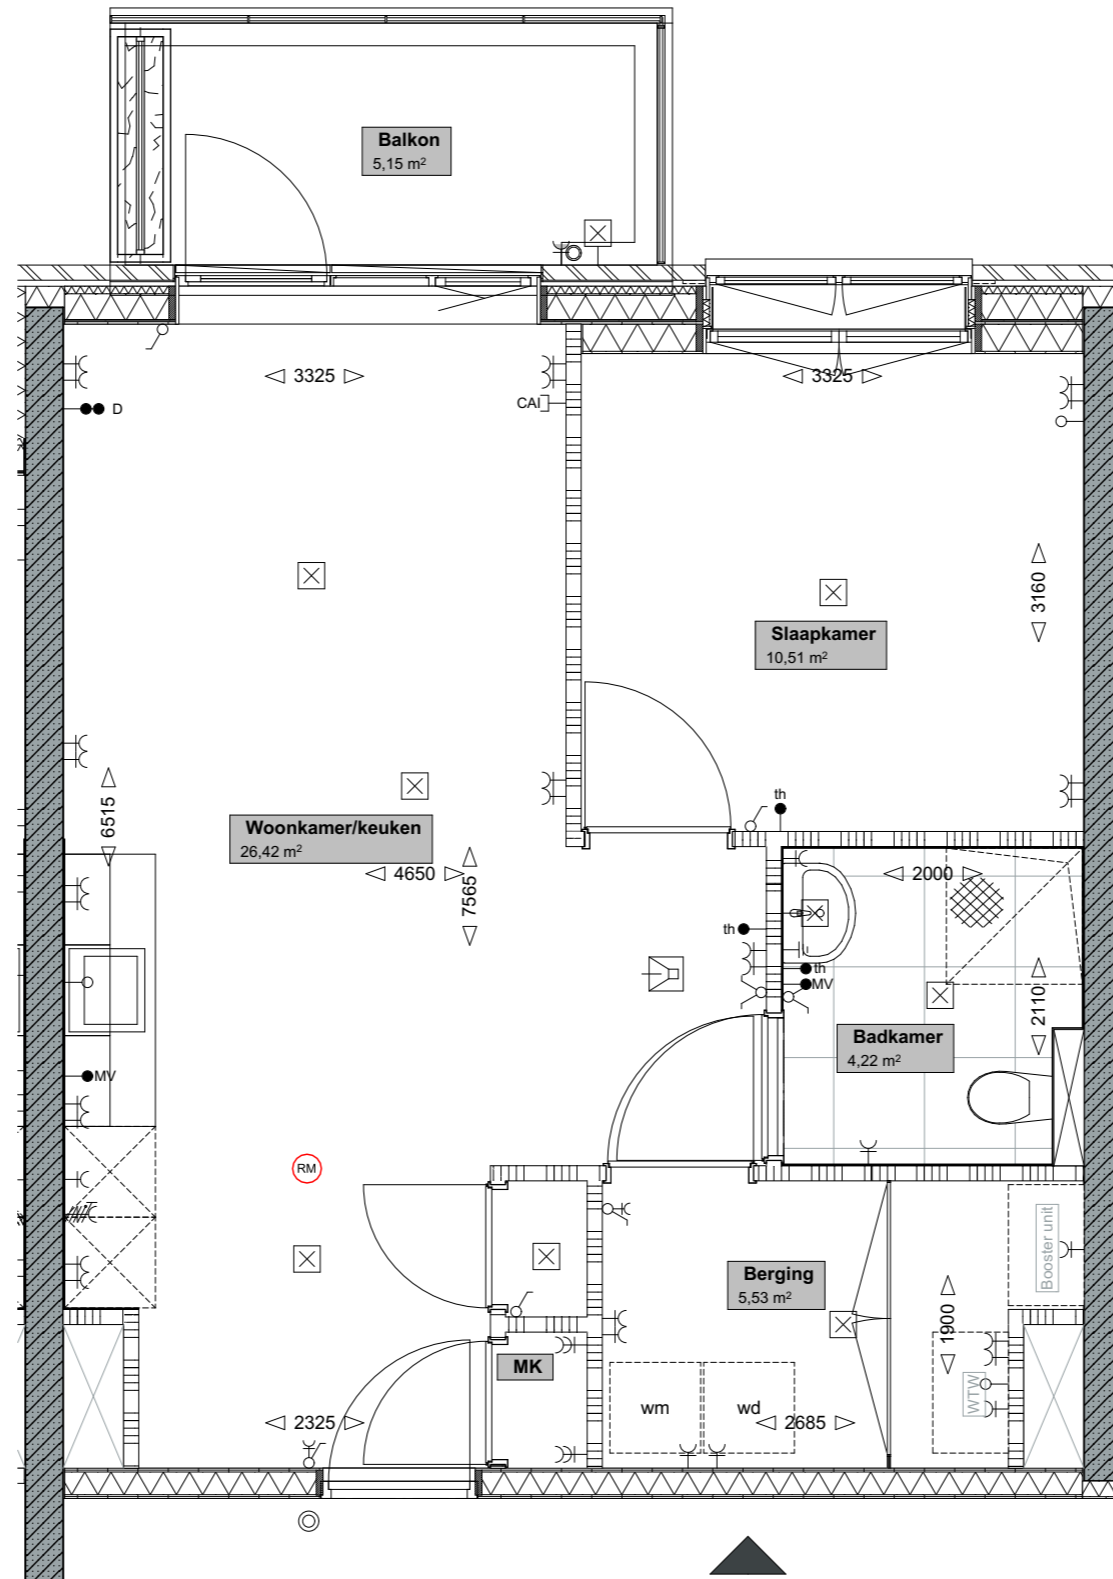 Balkon
5,15 m²
3325
3325
D
CAI
3160
Slaapkamer
10,51 m²
6515
th
Woonkamer/keuken
26,42 m²
4650
7565
2000
th
th
MV
2110
Badkamer
4,22 m²
MV
RM
Booster unit
Berging
5,53 m²
1900
MK
WTW
wm
wd
2325
2685